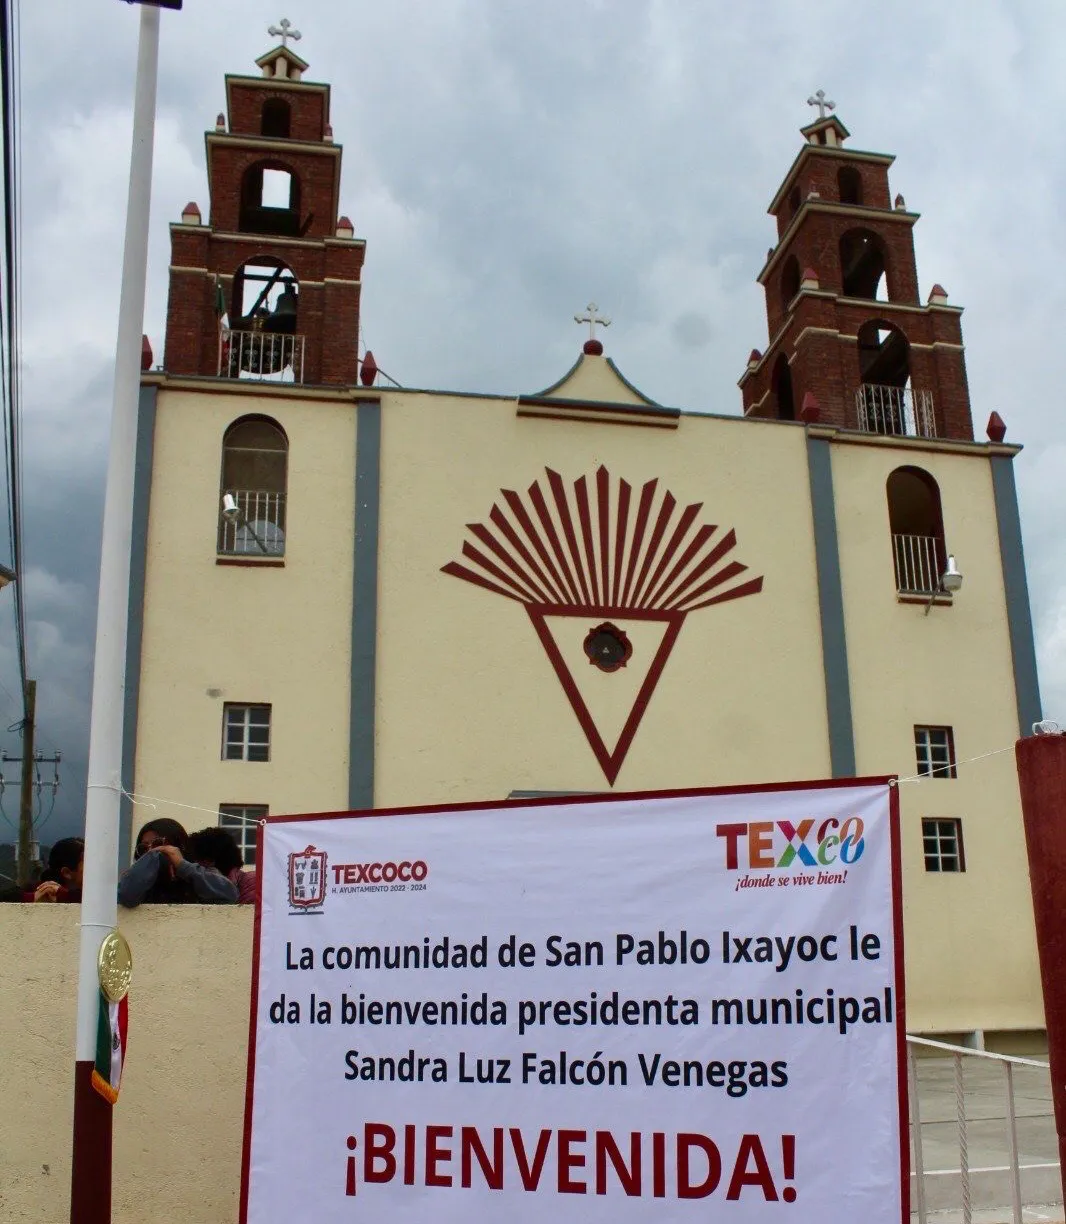 TEXCOCO
H. AYUNTAMIENTO 2022 - 2024
TEXCOCO
¡donde se vive bien!
La comunidad de San Pablo Ixayoc le
da la bienvenida presidenta municipal
Sandra Luz Falcón Venegas
¡BIENVENIDA!